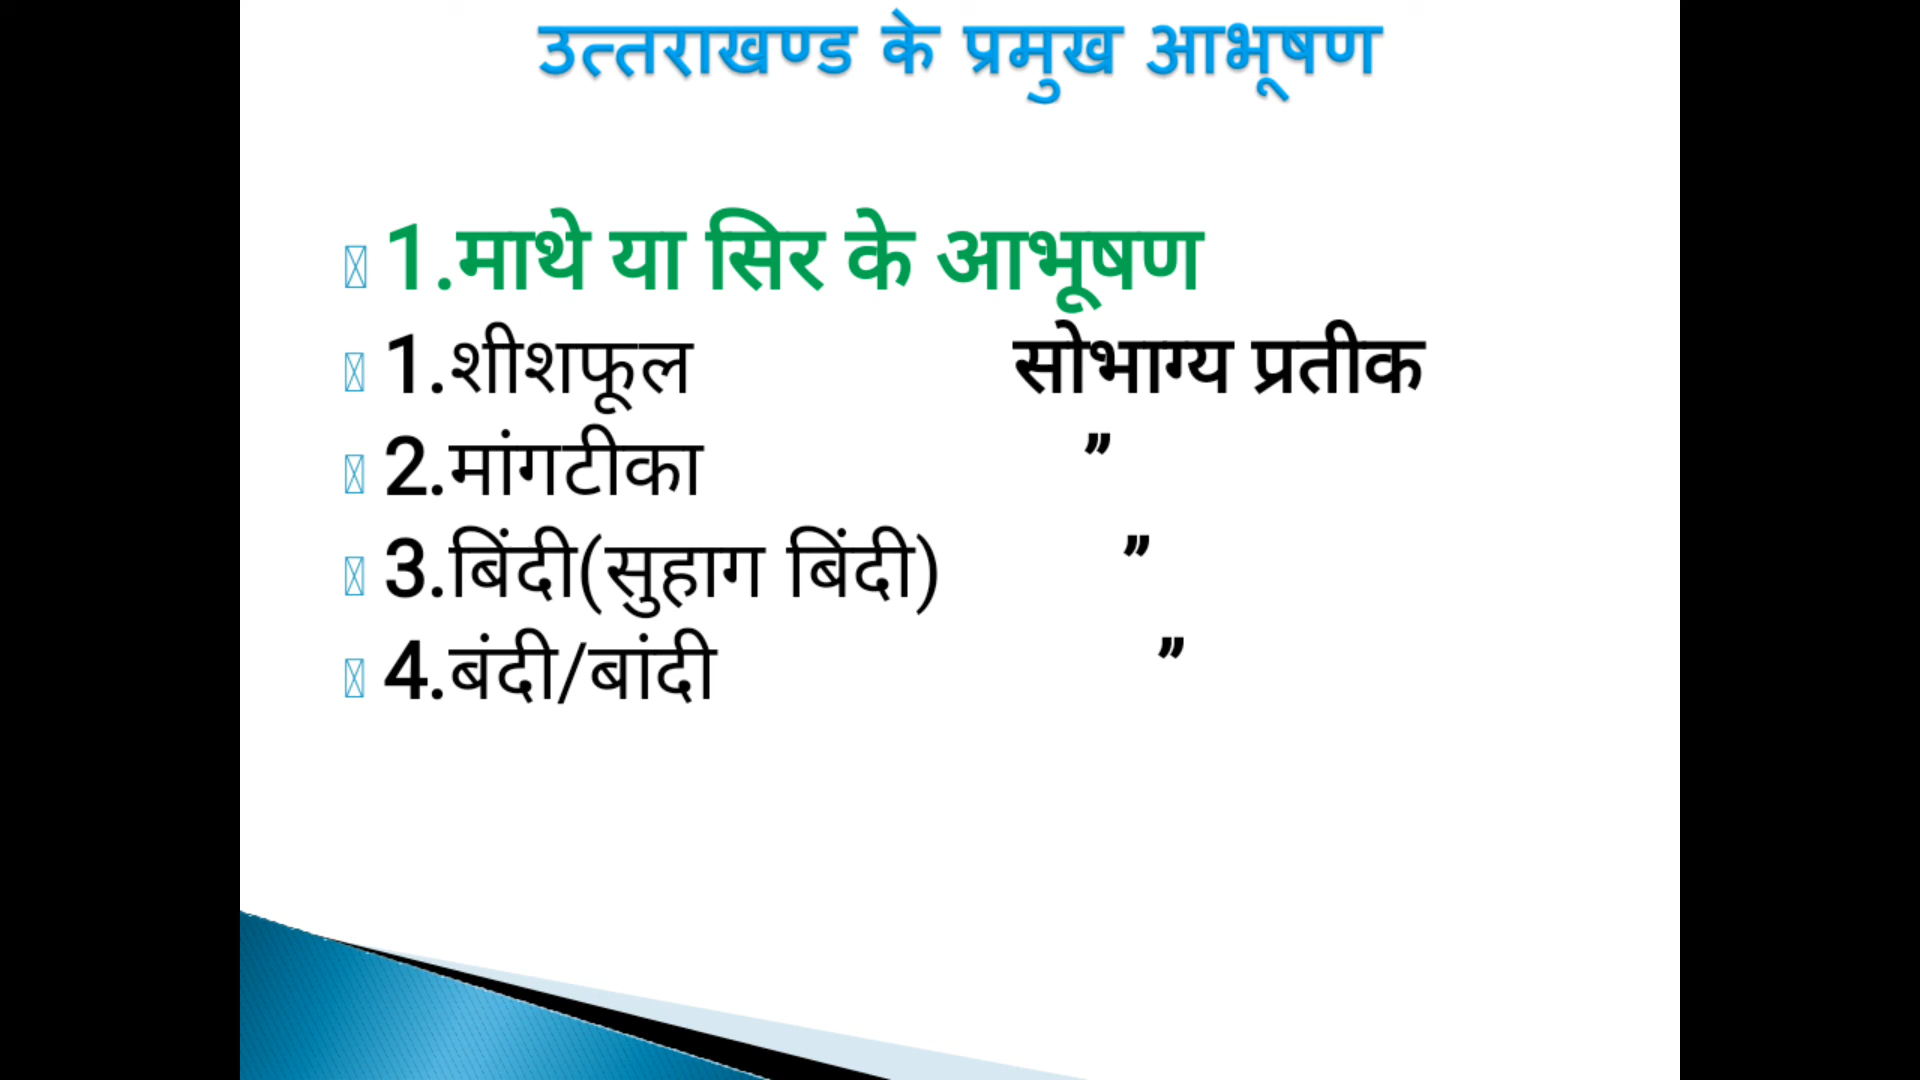 उत्तराखण्ड के प्रमुख आभूषण
1.माथे या सिर के आभूषण
1.शीशफूल सोभाग्य प्रतीक
2.मांगटीका ”
3.बिंदी(सुहाग बिंदी) ”
4.बंदी/बांदी ”